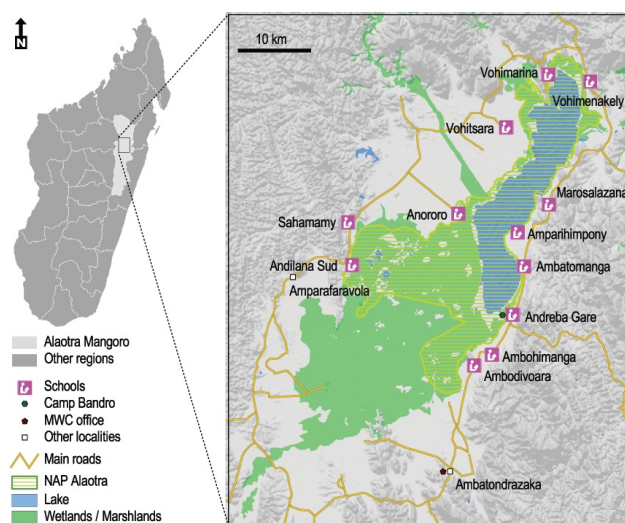 N
10 km
Vohimarina
Vohimenakely
Vohitsara
Marosalazana
Anororo
Sahamamy
Amparihimpony
Andilana Sud
Ambatomanga
Amparafaravola
Andreba Gare
Ambohimanga
Ambodivoara
Ambatondrazaka
Alaotra Mangoro
Other regions
Schools
Camp Bandro
MWC office
Other localities
Main roads
NAP Alaotra
Lake
Wetlands / Marshlands